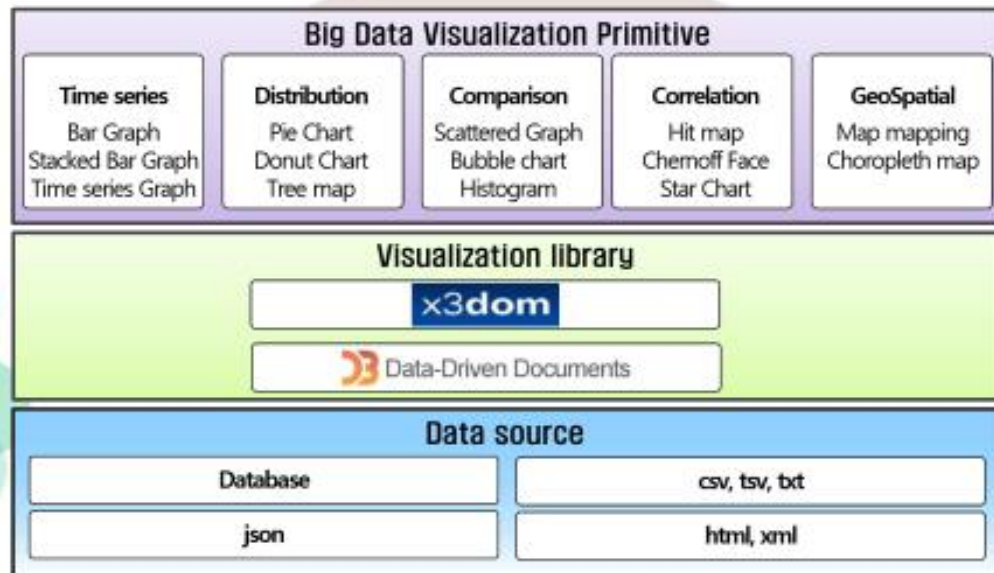 Big Data Visualization Primitive
Time series
Bar Graph
Stacked Bar Graph
Time series Graph
Distribution
Pie Chart
Donut Chart
Tree map
Comparison
Scattered Graph
Bubble chart
Histogram
Correlation
Hit map
Chernoff Face
Star Chart
GeoSpatial
Map mapping
Choropleth map
Visualization library
x3dom
D3 Data-Driven Documents
Data source
Database
csv, tsv, txt
json
html, xml